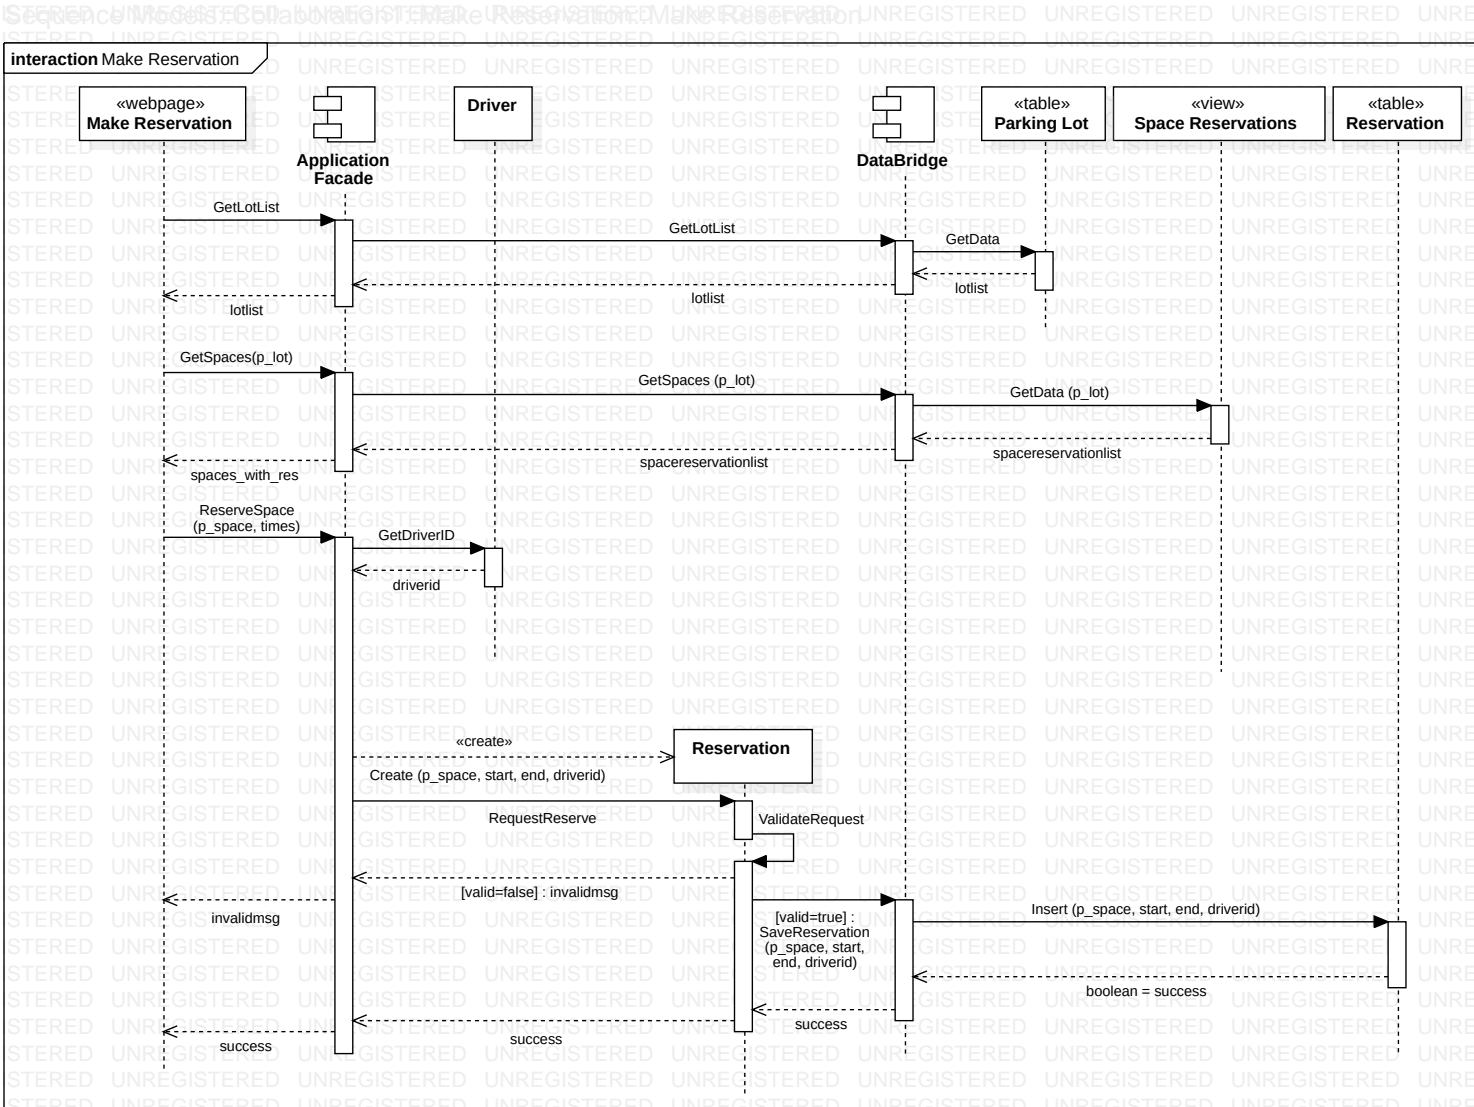 Sequence Models::Collaboration1::Make Reservation::Make Reservation
interaction Make Reservation
«webpage»
Make Reservation
Application
Facade
Driver
DataBridge
«table»
Parking Lot
«view»
Space Reservations
«table»
Reservation
GetLotList
GetLotList
GetData
lotlist
lotlist
lotlist
GetSpaces(p_lot)
GetSpaces (p_lot)
GetData (p_lot)
spacereservationlist
spacereservationlist
spaces_with_res
ReserveSpace
(p_space, times)
GetDriverID
driverid
«create»
Reservation
Create (p_space, start, end, driverid)
RequestReserve
ValidateRequest
[valid=false] : invalidmsg
invalidmsg
[valid=true] :
SaveReservation
(p_space, start,
end, driverid)
Insert (p_space, start, end, driverid)
boolean = success
success
success
success
UNREGISTERED